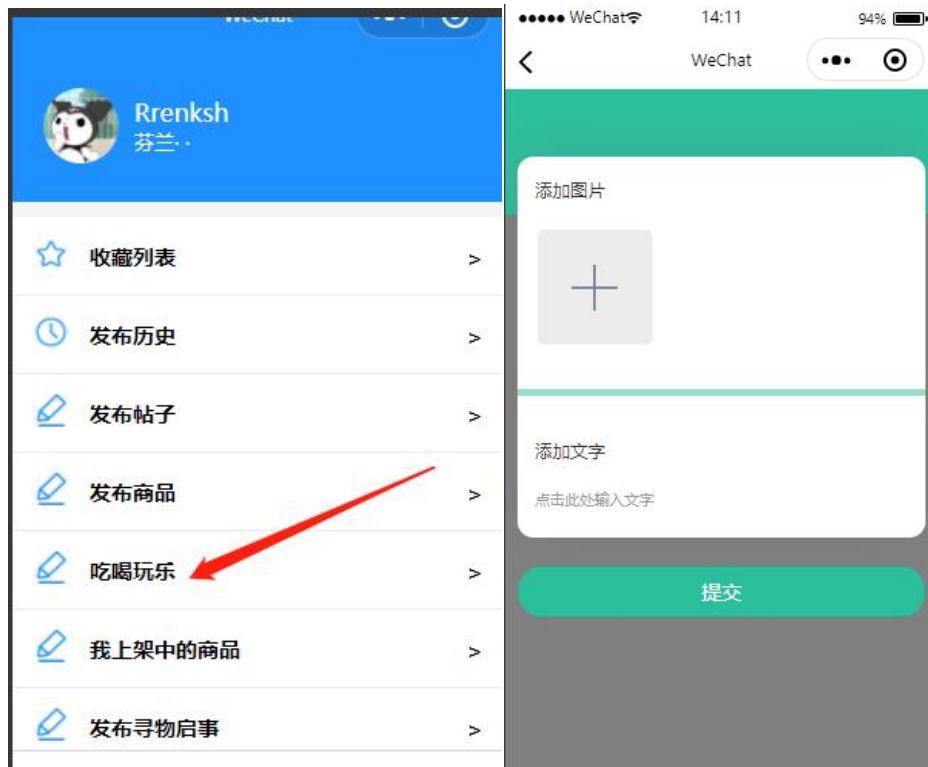 WeChat
Rrenksh
芬兰··
收藏列表 >
发布历史 >
发布帖子 >
发布商品 >
吃喝玩乐 >
我上架中的商品 >
发布寻物启事 >
WeChat 14:11 94%
WeChat
添加图片
添加文字
点击此处输入文字
提交